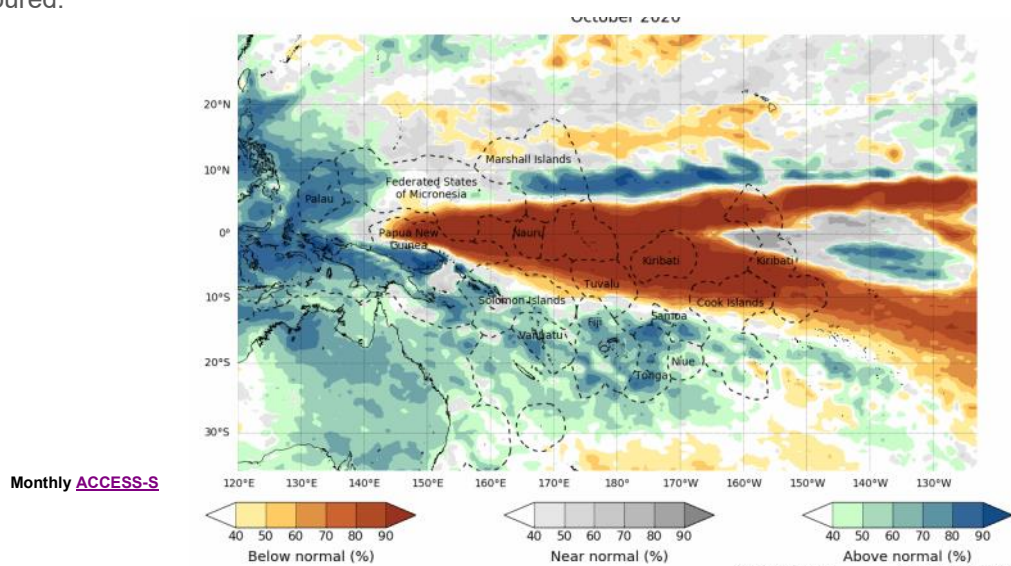 October 2020
20°N
10°N
0°
10°S
20°S
30°S
Marshall Islands
Federated States
of Micronesia
Palau
Papua New
Guinea
Nauru
Kiribati
Kiribati
Tuvalu
Solomon Islands
Cook Islands
Fiji
Samoa
Vanuatu
Niue
Tonga
Monthly ACCESS-S
120°E 130°E 140°E 150°E 160°E 170°E 180° 170°W 160°W 150°W 140°W 130°W
40 50 60 70 80 90
Below normal (%)
40 50 60 70 80 90
Near normal (%)
40 50 60 70 80 90
Above normal (%)